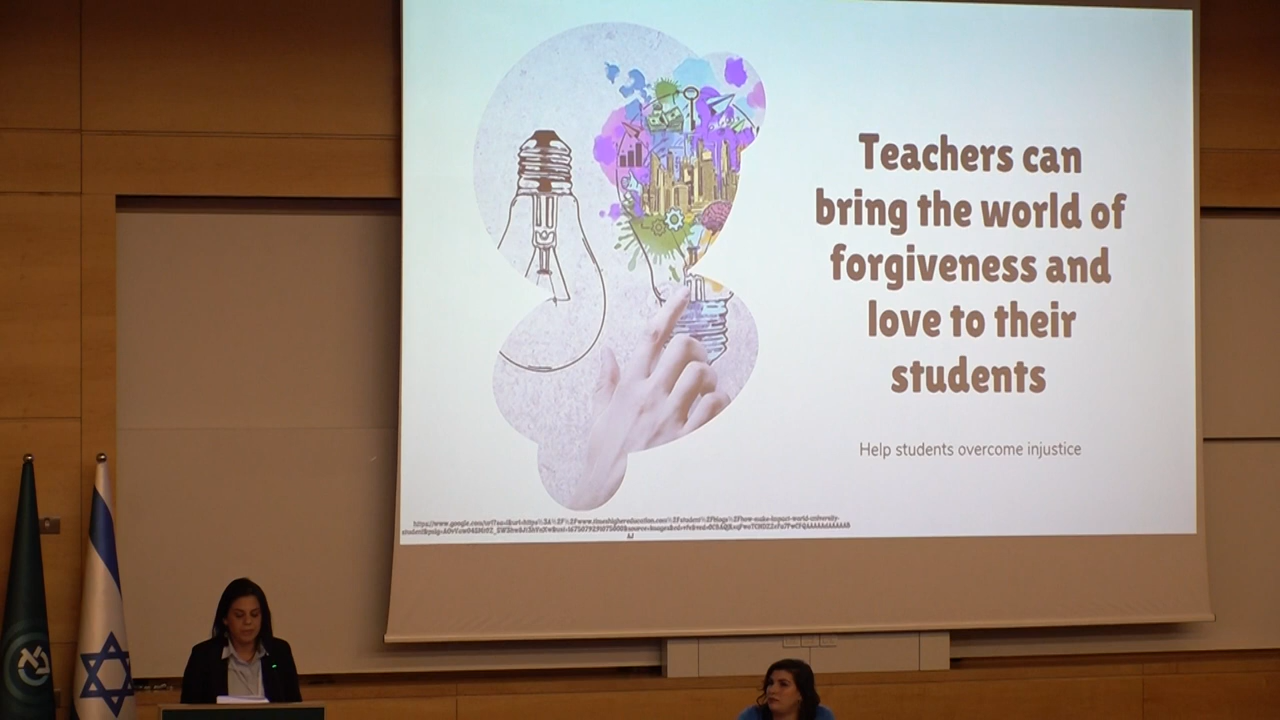 Teachers can
bring the world of
forgiveness and
love to their
students
Help students overcome injustice